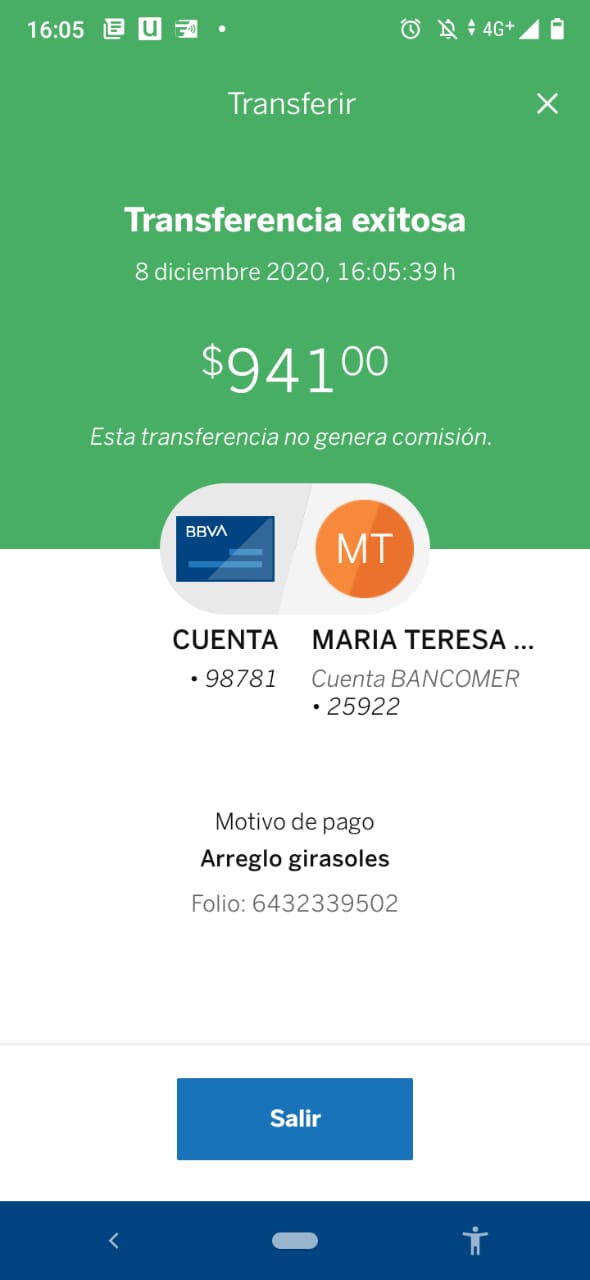 16:05
4G+
Transferir
Transferencia exitosa
8 diciembre 2020, 16:05:39 h
$941 00
Esta transferencia no genera comisión.
BBVA
MT
CUENTA
• 98781
MARIA TERESA ...
Cuenta BANCOMER
• 25922
Motivo de pago
Arreglo girasoles
Folio: 6432339502
Salir